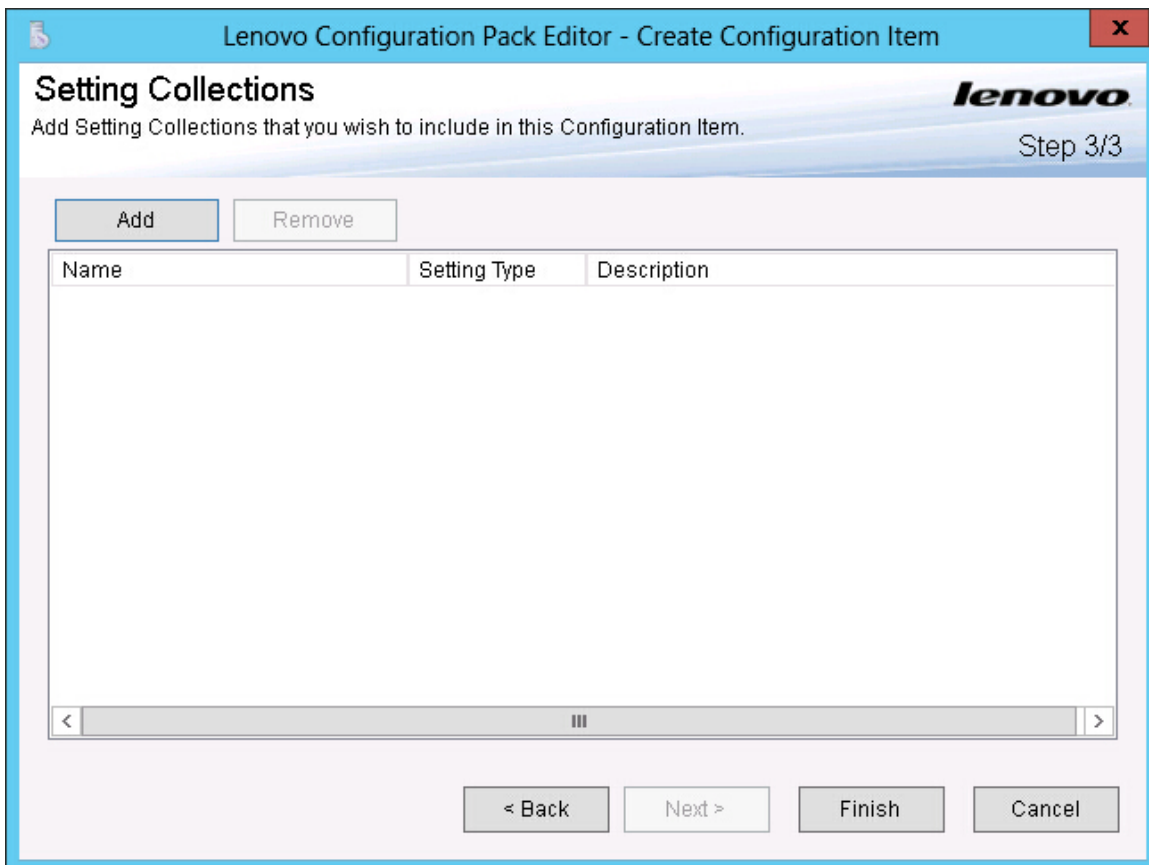 Lenovo Configuration Pack Editor - Create Configuration Item
x
Setting Collections
lenovo
Add Setting Collections that you wish to include in this Configuration Item.
Step 3/3
Add
Remove
Name
Setting Type
Description
< Back
Next >
Finish
Cancel